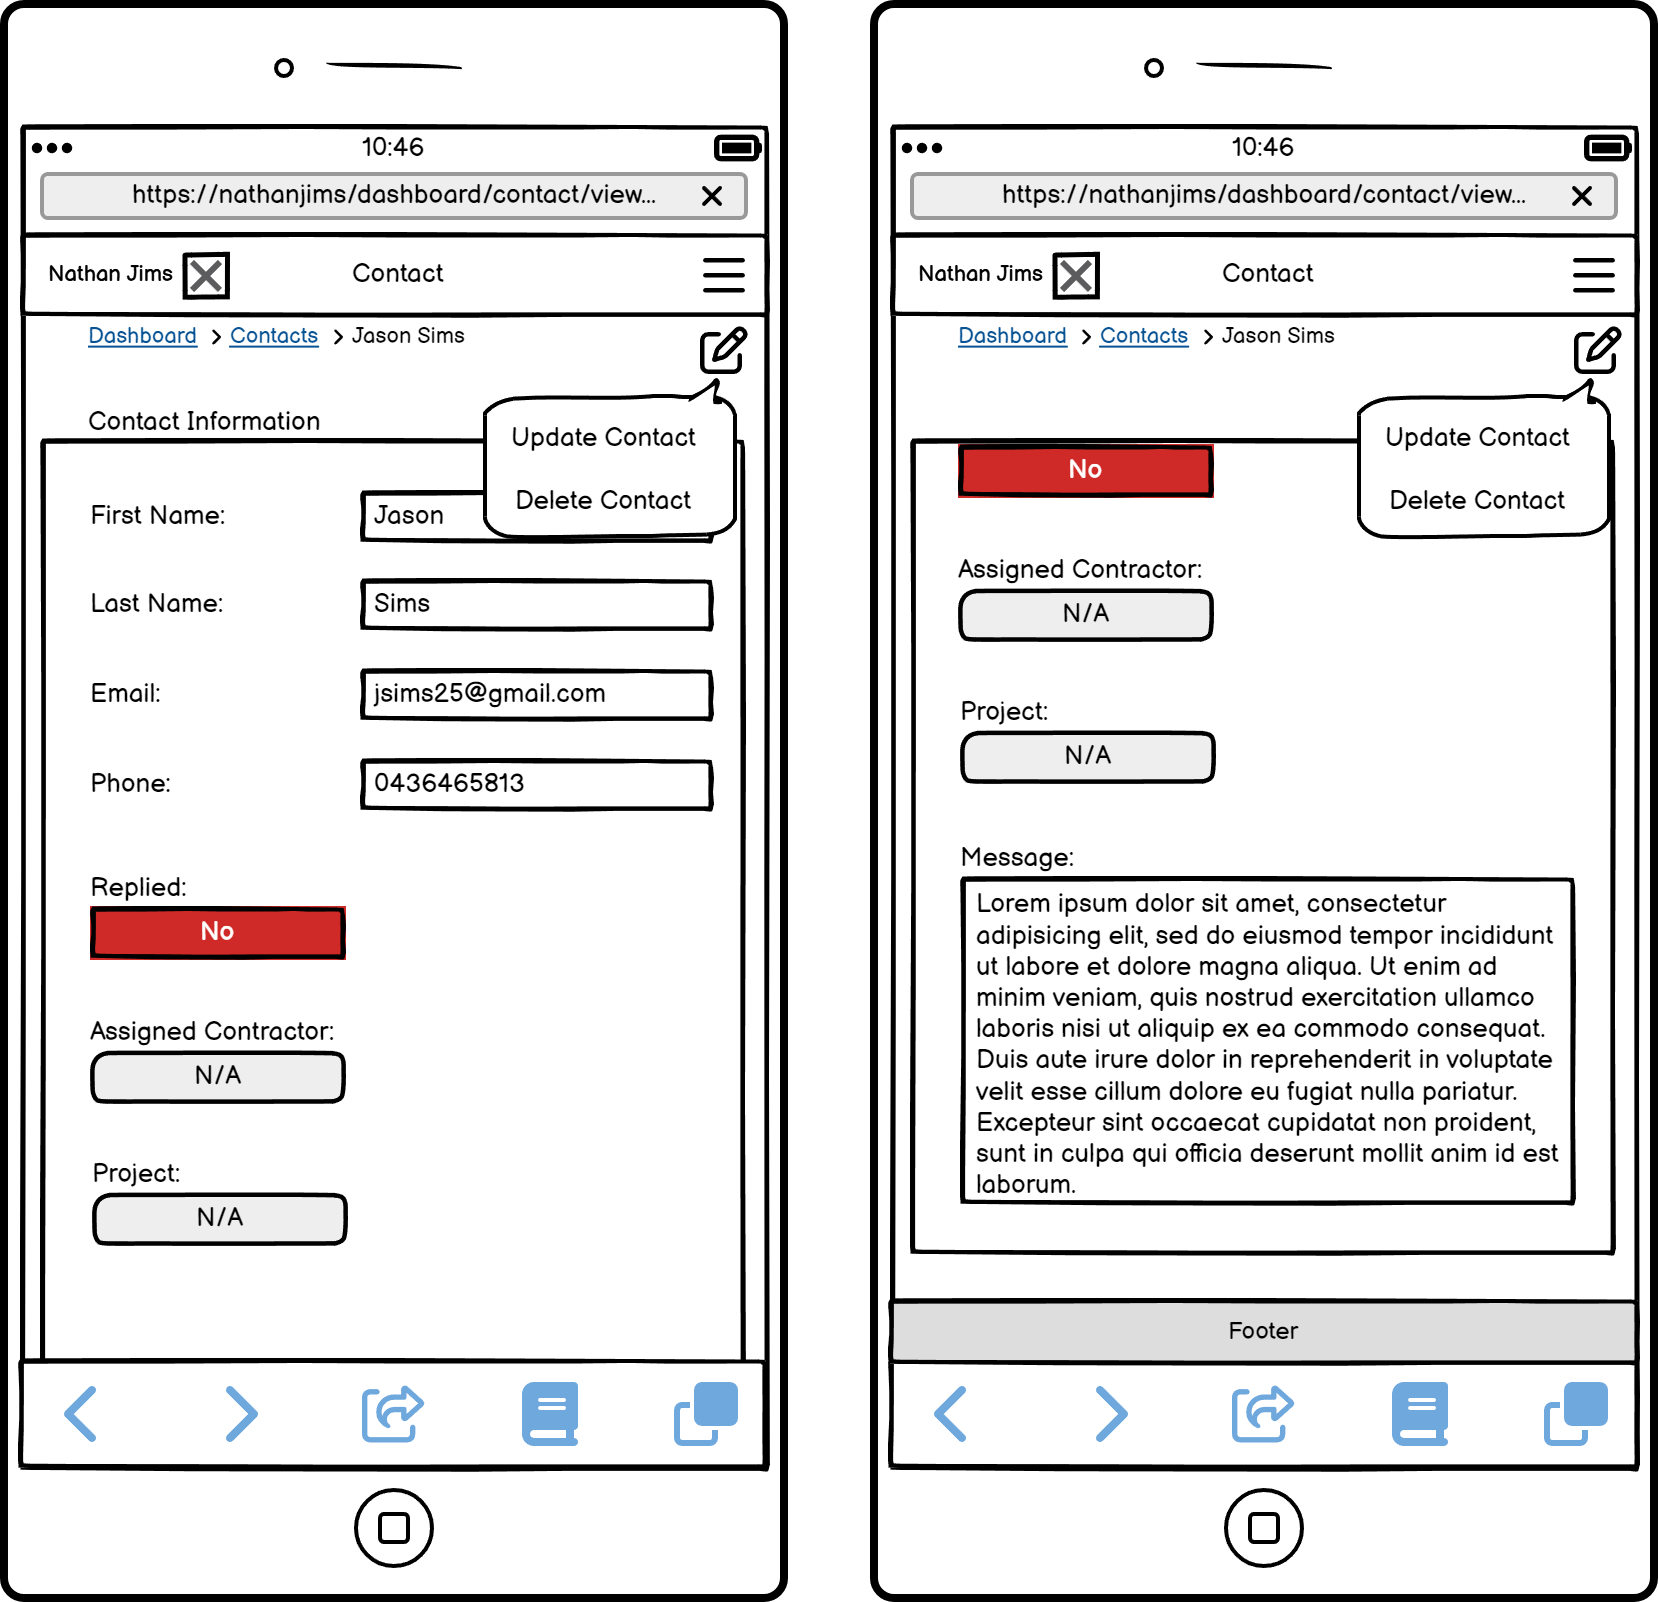 10:46
https://nathanjims/dashboard/contact/view...
Nathan Jims
Contact
Dashboard > Contacts > Jason Sims
Contact Information
Update Contact
Delete Contact
First Name:
Jason
Last Name:
Sims
Email:
jsims25@gmail.com
Phone:
0436465813
Replied:
No
Assigned Contractor:
N/A
Project:
N/A
10:46
https://nathanjims/dashboard/contact/view...
Nathan Jims
Contact
Dashboard > Contacts > Jason Sims
Update Contact
Delete Contact
No
Assigned Contractor:
N/A
Project:
N/A
Message:
Lorem ipsum dolor sit amet, consectetur
adipisicing elit, sed do eiusmod tempor incididunt
ut labore et dolore magna aliqua. Ut enim ad
minim veniam, quis nostrud exercitation ullamco
laboris nisi ut aliquip ex ea commodo consequat.
Duis aute irure dolor in reprehenderit in voluptate
velit esse cillum dolore eu fugiat nulla pariatur.
Excepteur sint occaecat cupidatat non proident,
sunt in culpa qui officia deserunt mollit anim id est
laborum.
Footer